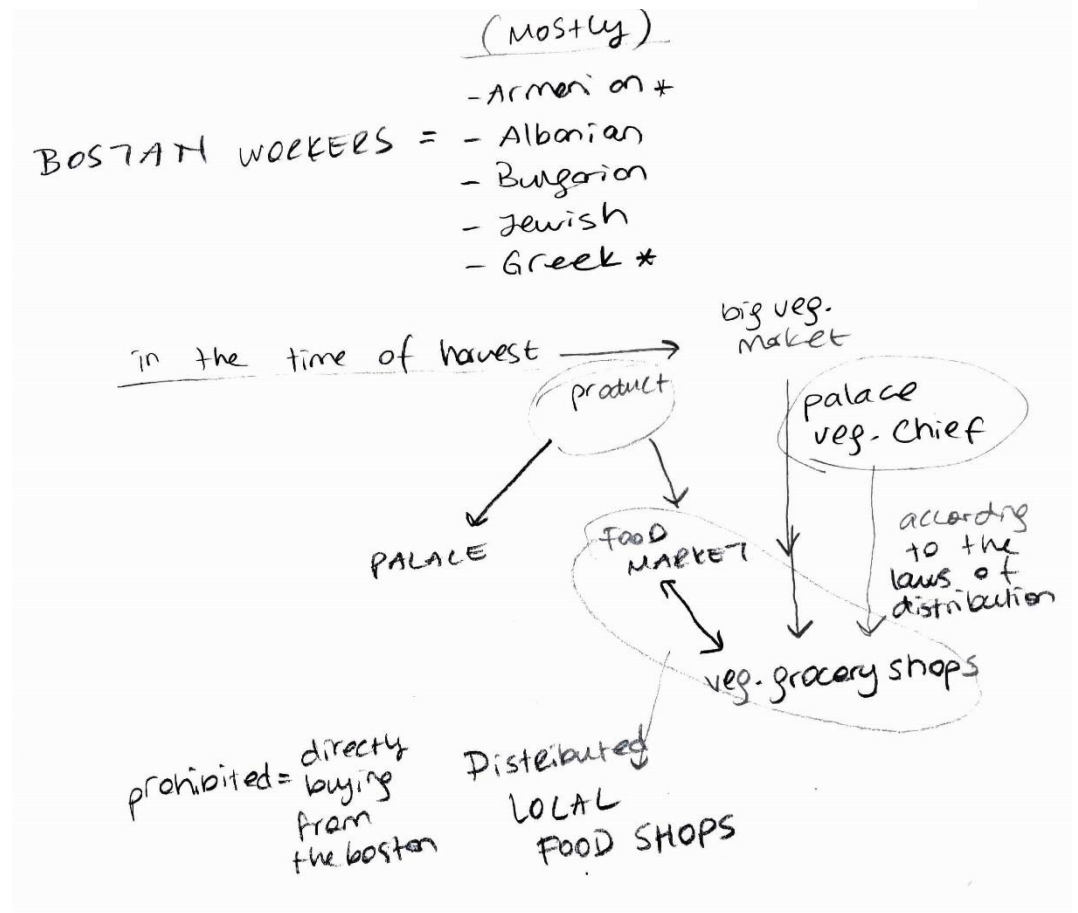 (Mostly)
BOSTAN WORKERS =
- Armenian *
- Albanian
- Bulgarian
- Jewish
- Greek *
in the time of harvest
big veg.
market
product
palace
veg. chief
PALACE
FOOD
MARKET
according
to the
laws of
distribution
veg. grocery shops
prohibited =
directly
buying
from
the bostan
Distributed
LOCAL
FOOD SHOPS